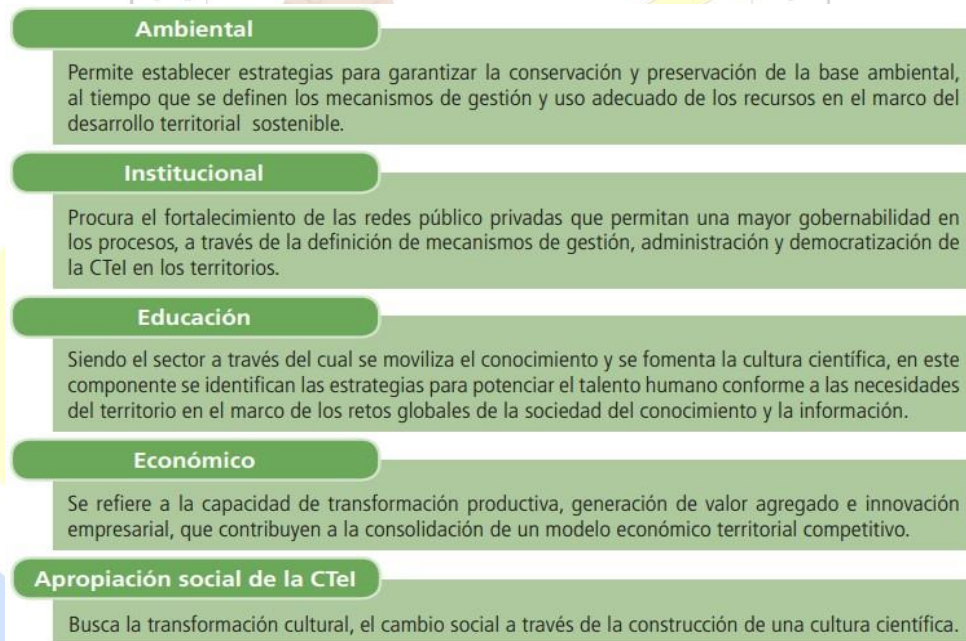 Ambiental
Permite establecer estrategias para garantizar la conservación y preservación de la base ambiental,
al tiempo que se definen los mecanismos de gestión y uso adecuado de los recursos en el marco del
desarrollo territorial sostenible.
Institucional
Procura el fortalecimiento de las redes público privadas que permitan una mayor gobernabilidad en
los procesos, a través de la definición de mecanismos de gestión, administración y democratización de
la CTeI en los territorios.
Educación
Siendo el sector a través del cual se moviliza el conocimiento y se fomenta la cultura científica, en este
componente se identifican las estrategias para potenciar el talento humano conforme a las necesidades
del territorio en el marco de los retos globales de la sociedad del conocimiento y la información.
Económico
Se refiere a la capacidad de transformación productiva, generación de valor agregado e innovación
empresarial, que contribuyen a la consolidación de un modelo económico territorial competitivo.
Apropiación social de la CTeI
Busca la transformación cultural, el cambio social a través de la construcción de una cultura científica.